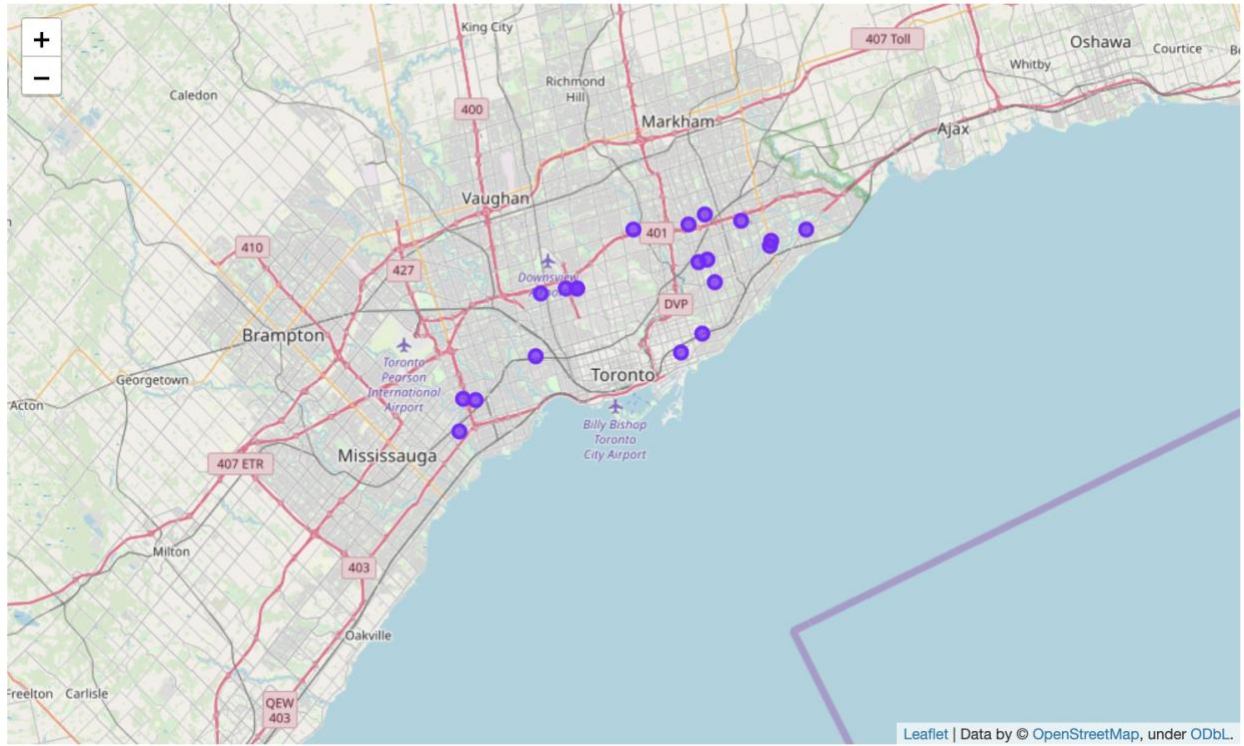 +
King City
407 Toll
Oshawa
Courtice
−
Richmond
Hill
Whitby
Caledon
400
Markham
Ajax
Vaughan
401
410
427
Downsview
DVP
Brampton
Toronto
Pearson
International
Airport
Georgetown
Toronto
Acton
Billy Bishop
Toronto
City Airport
Mississauga
407 ETR
Milton
403
Oakville
Freelton
Carlisle
QEW
403
Leaflet | Data by © OpenStreetMap, under ODbL.